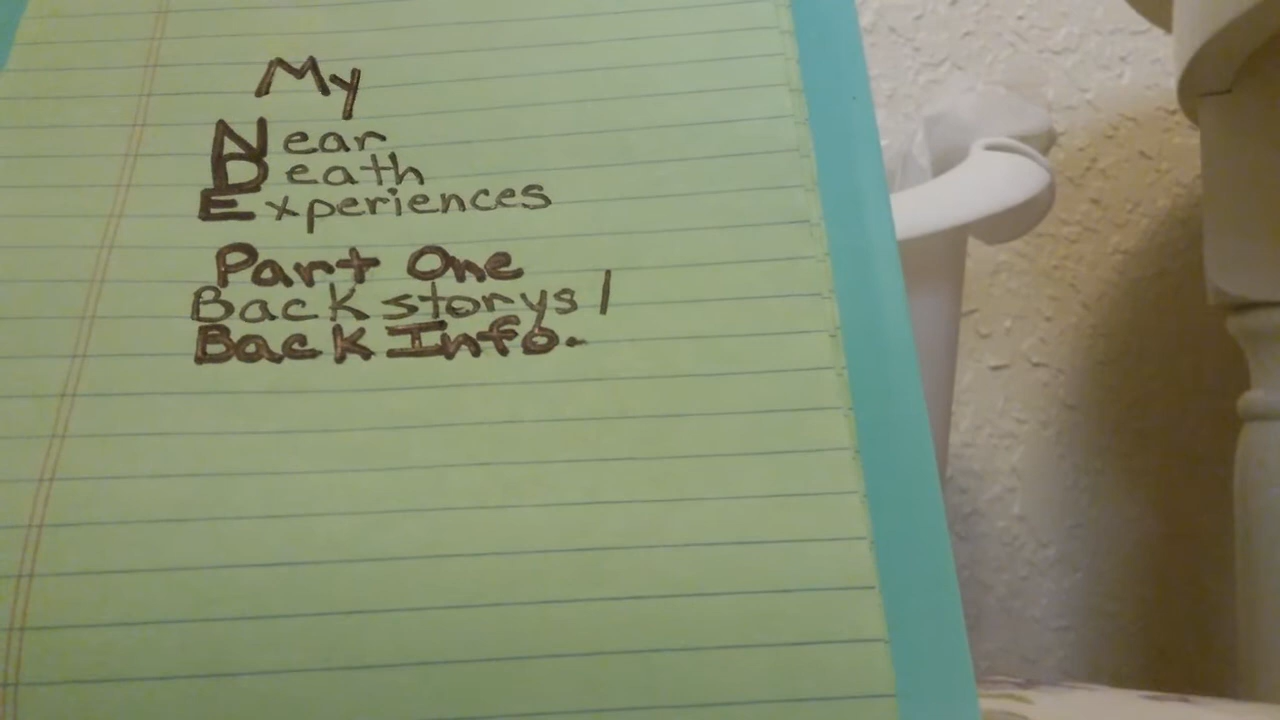 My
Near
Death
Experiences
Part One
Backstorys/
Back Info.